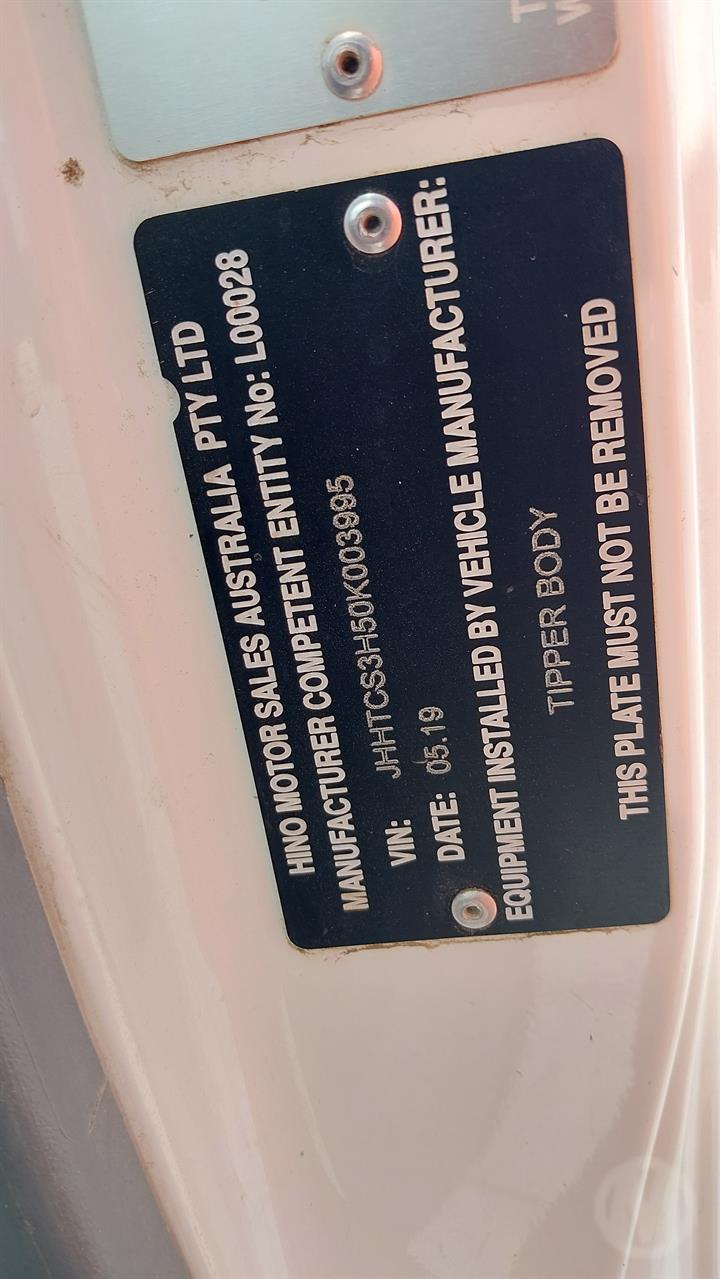 HINO MOTOR SALES AUSTRALIA PTY LTD
MANUFACTURER COMPETENT ENTITY No: L00028
VIN: JHHTCS3H50K003995
DATE: 05.19
EQUIPMENT INSTALLED BY VEHICLE MANUFACTURER:
TIPPER BODY
THIS PLATE MUST NOT BE REMOVED